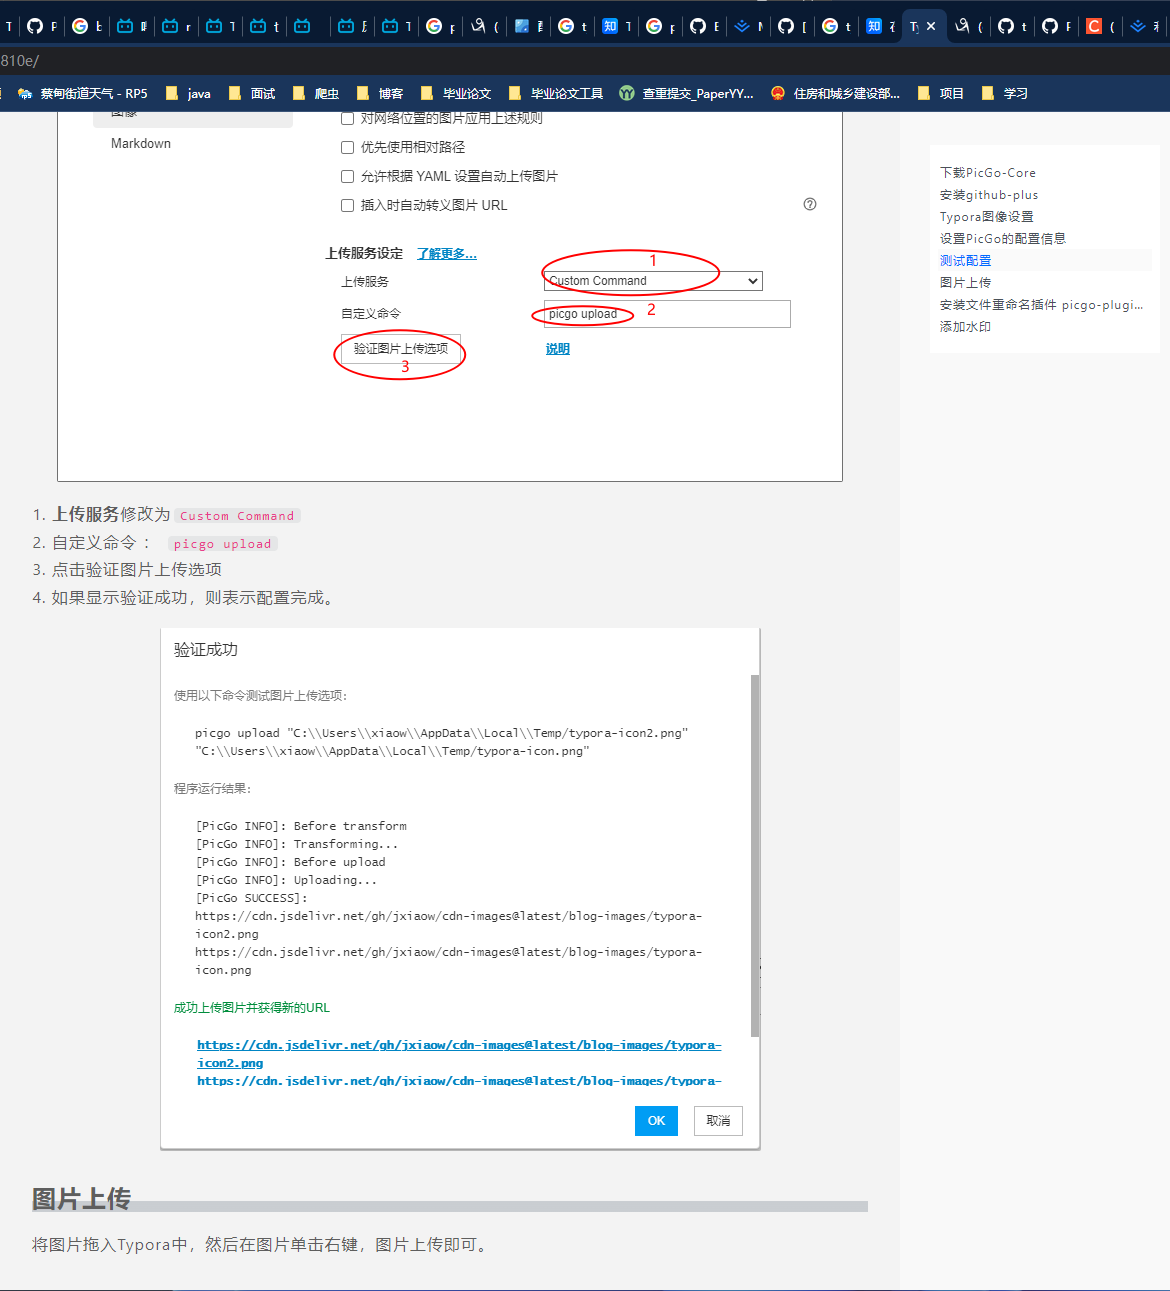 810e/
蔡甸街道天气 - RP5 java 面试 爬虫 博客 毕业论文 毕业论文工具 查重提交_PaperYY... 住房和城乡建设部... 项目 学习
Markdown
对网络位置的图片应用上述规则
优先使用相对路径
允许根据 YAML 设置自动上传图片
插入时自动转义图片 URL
上传服务设定 了解更多...
1
上传服务 Custom Command
自定义命令 picgo upload 2
验证图片上传选项 说明
3
1. 上传服务修改为 Custom Command
2. 自定义命令 : picgo upload
3. 点击验证图片上传选项
4. 如果显示验证成功，则表示配置完成。
验证成功
使用以下命令测试图片上传选项:
picgo upload "C:\\Users\\xiaow\\AppData\\Local\\Temp/typora-icon2.png"
"C:\\Users\\xiaow\\AppData\\Local\\Temp/typora-icon.png"
程序运行结果:
[PicGo INFO]: Before transform
[PicGo INFO]: Transforming...
[PicGo INFO]: Before upload
[PicGo INFO]: Uploading...
[PicGo SUCCESS]:
https://cdn.jsdelivr.net/gh/jxiaow/cdn-images@latest/blog-images/typora-
icon2.png
https://cdn.jsdelivr.net/gh/jxiaow/cdn-images@latest/blog-images/typora-
icon.png
成功上传图片并获得新的URL
https://cdn.jsdelivr.net/gh/jxiaow/cdn-images@latest/blog-images/typora-
icon2.png
https://cdn.jsdelivr.net/gh/jxiaow/cdn-images@latest/blog-images/typora-
OK 取消
图片上传
将图片拖入Typora中，然后在图片单击右键，图片上传即可。
下载PicGo-Core
安装github-plus
Typora图像设置
设置PicGo的配置信息
测试配置
图片上传
安装文件重命名插件 picgo-plugi...
添加水印